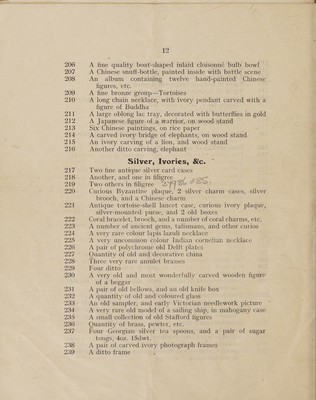 12
206 A fine quality boat-shaped inlaid cloisonné bulb bowl
207 A Chinese snuff-bottle, painted inside with battle scene
208 An album containing twelve hand-painted Chinese
figures, etc.
209 A fine bronze group—Tortoises
210 A long chain necklace, with ivory pendant carved with a
figure of Buddha
211 A large oblong lac tray, decorated with butterflies in gold
212 A Japanese figure of a warrior, on wood stand
213 Six Chinese paintings, on rice paper
214 A carved ivory bridge of elephants, on wood stand
215 An ivory carving of a lion, and wood stand
216 Another ditto carving, elephant
Silver, Ivories, &c.
217 Two fine antique silver card cases
218 Another, and one in filigree
219 Two others in filigree
220 Curious Byzantine plaque, 2 silver charm cases, silver
brooch, and a Chinese charm
221 Antique tortoise-shell lancet case, curious ivory plaque,
silver-mounted purse, and 2 old boxes
222 Coral bracelet, brooch, and a number of coral charms, etc.
223 A number of ancient gems, talismans, and other curios
224 A very rare colour lapis lazuli necklace
225 A very uncommon colour Indian cornelian necklace
226 A pair of polychrome old Delft plates
227 Quantity of old and decorative china
228 Three very rare amulet brasses
229 Four ditto
230 A very old and most wonderfully carved wooden figure
of a beggar
231 A pair of old bellows, and an old knife box
232 A quantity of old and coloured glass
233 An old sampler, and early Victorian needlework picture
234 A very rare old model of a sailing ship, in mahogany case
235 A small collection of old Stafford figures
236 Quantity of brass, pewter, etc.
237 Four Georgian silver tea spoons, and a pair of sugar
tongs, 4oz. 15dwt.
238 A pair of carved ivory photograph frames
239 A ditto frame